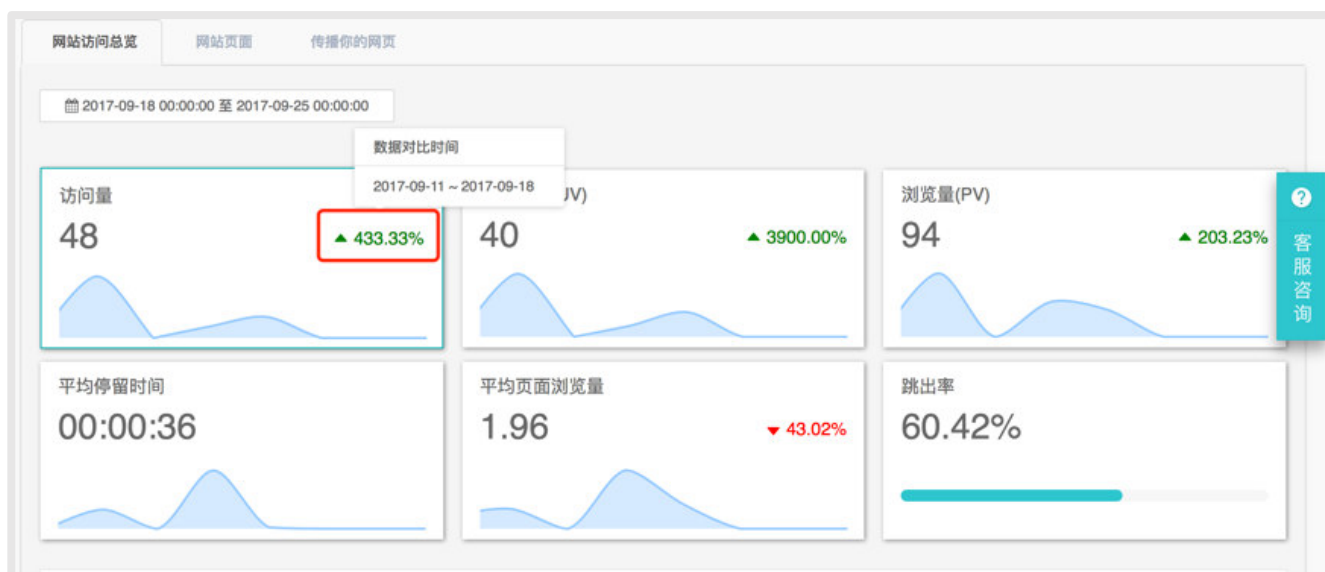 网站访问总览
网站页面
传播你的网页
2017-09-18 00:00:00 至 2017-09-25 00:00:00
数据对比时间
2017-09-11 ~ 2017-09-18
访问量
48
433.33%
JV)
40
3900.00%
浏览量(PV)
94
203.23%
平均停留时间
00:00:36
平均页面浏览量
1.96
43.02%
跳出率
60.42%
?
客服咨询